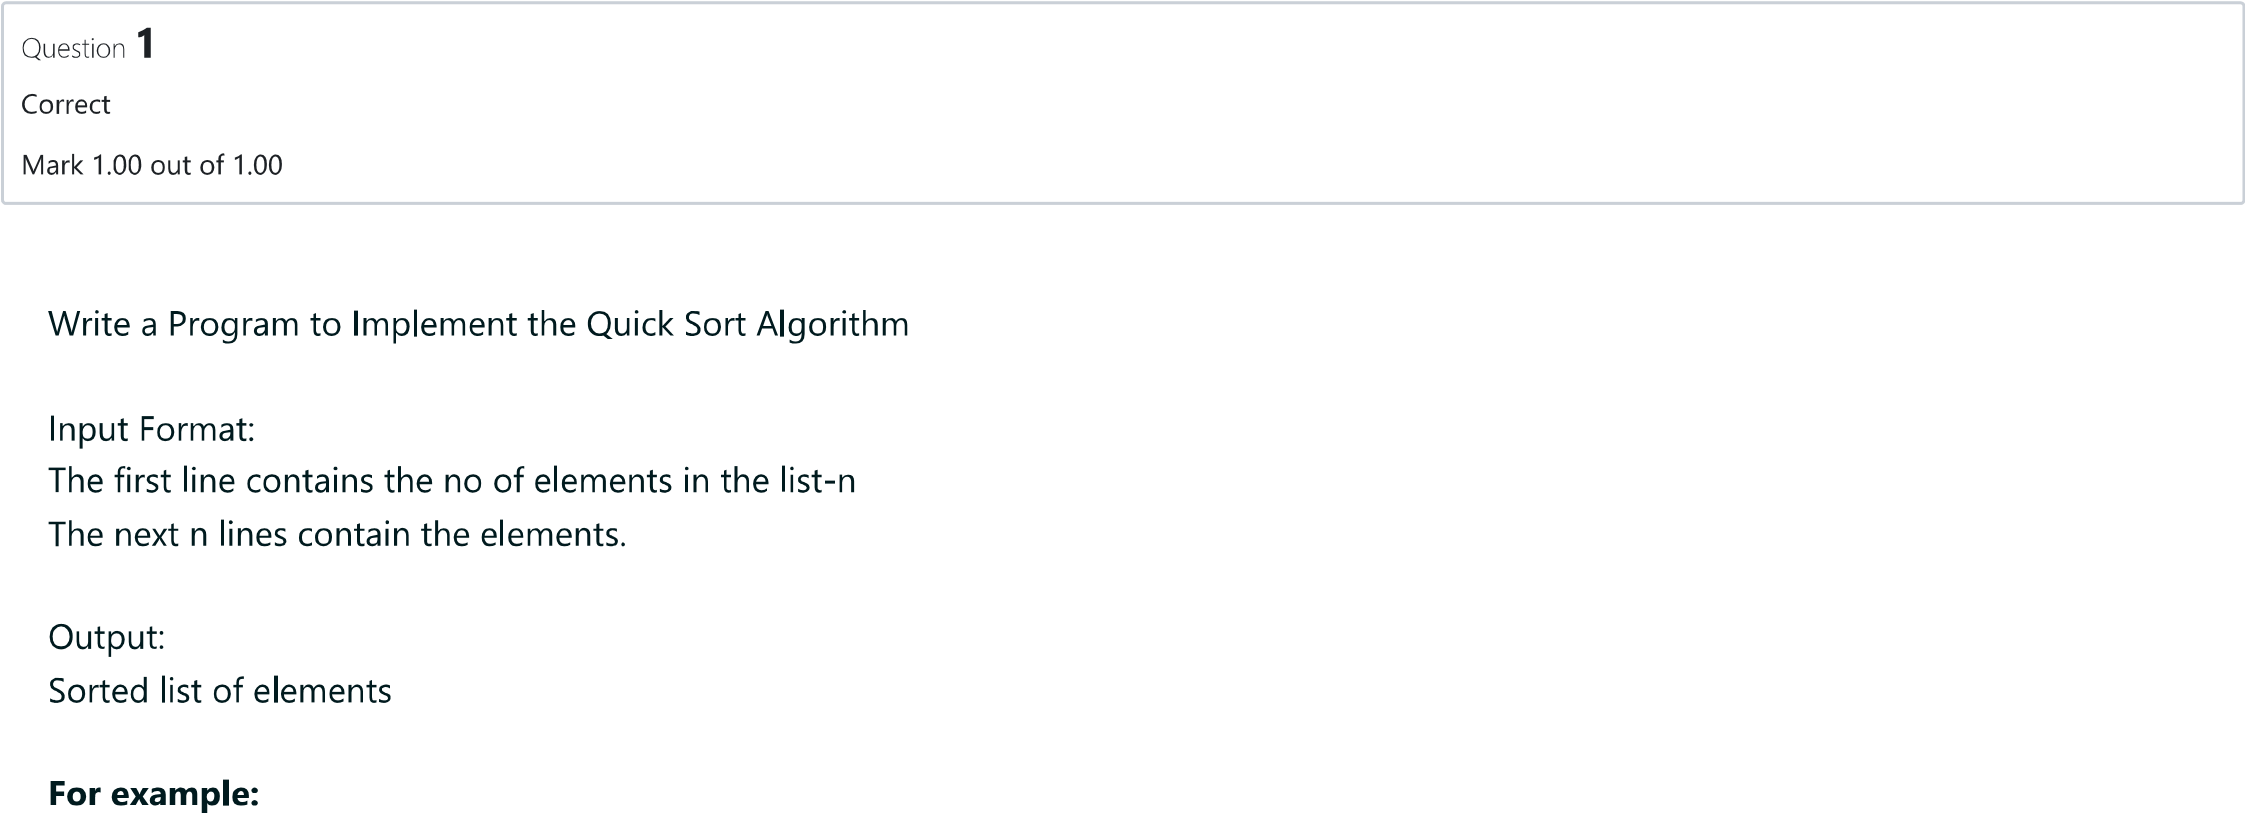 Question 1
Correct
Mark 1.00 out of 1.00
Write a Program to Implement the Quick Sort Algorithm
Input Format:
The first line contains the no of elements in the list-n
The next n lines contain the elements.
Output:
Sorted list of elements
For example: